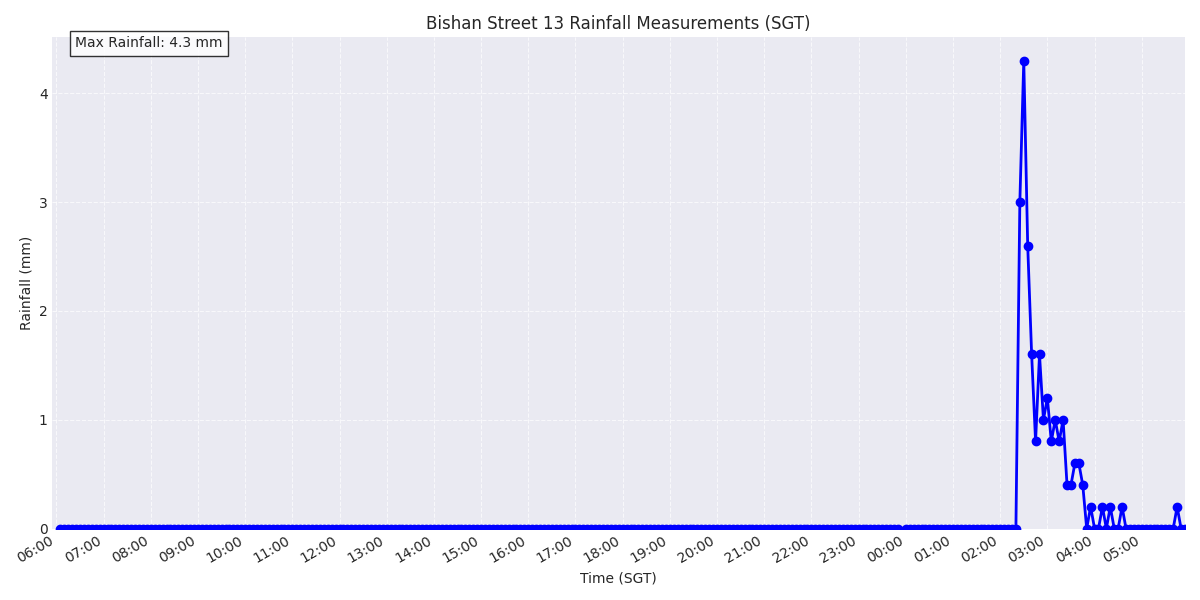 Bishan Street 13 Rainfall Measurements (SGT)
Max Rainfall: 4.3 mm
Rainfall (mm)
4
3
2
1
0
06:00 07:00 08:00 09:00 10:00 11:00 12:00 13:00 14:00 15:00 16:00 17:00 18:00 19:00 20:00 21:00 22:00 23:00 00:00 01:00 02:00 03:00 04:00 05:00
Time (SGT)